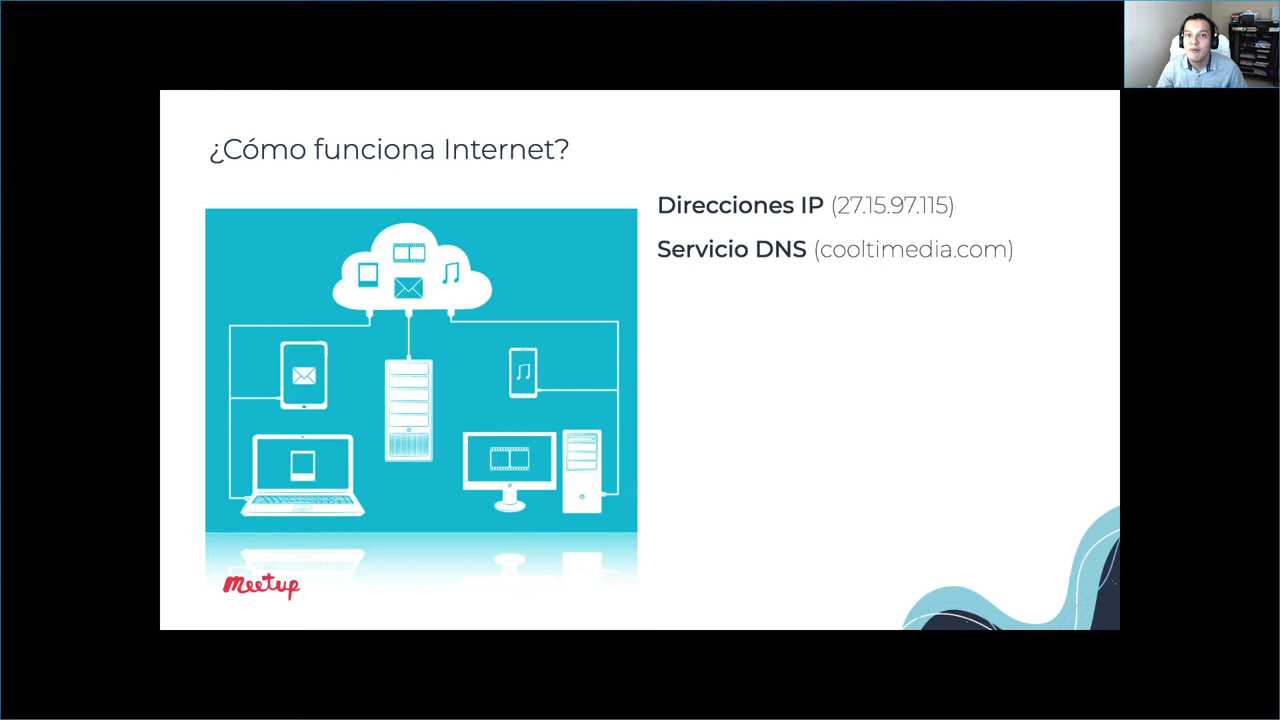 ¿Cómo funciona Internet?
Direcciones IP (27.15.97.115)
Servicio DNS (cooltimedia.com)
Meetup